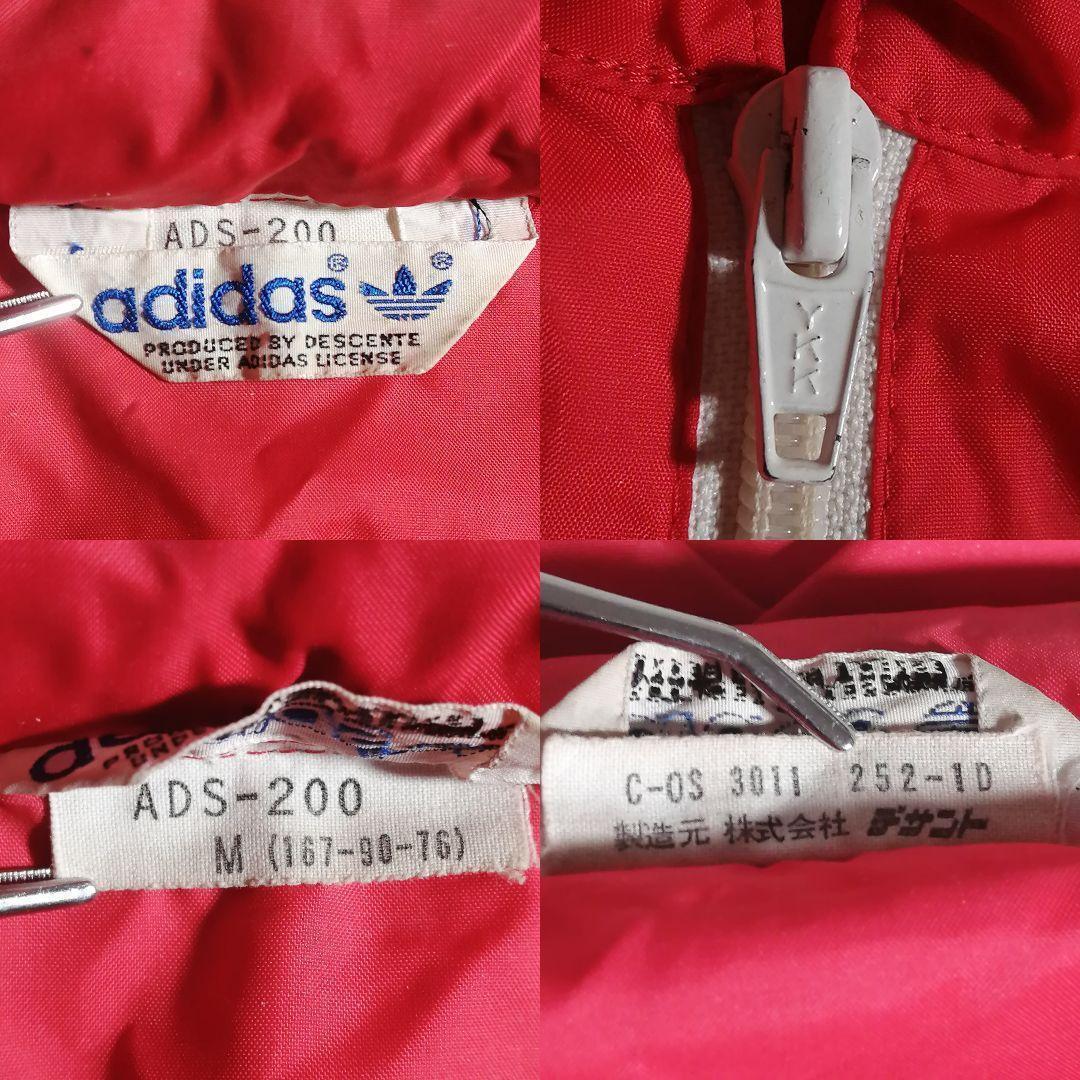 ADS-200
adidas® ®
PRODUCED BY DESCENTE
UNDER ADIDAS LICENSE
YKK
ADS-200
M (167-90-76)
C-OS 3011 252-1D
製造元 株式会社 デサント